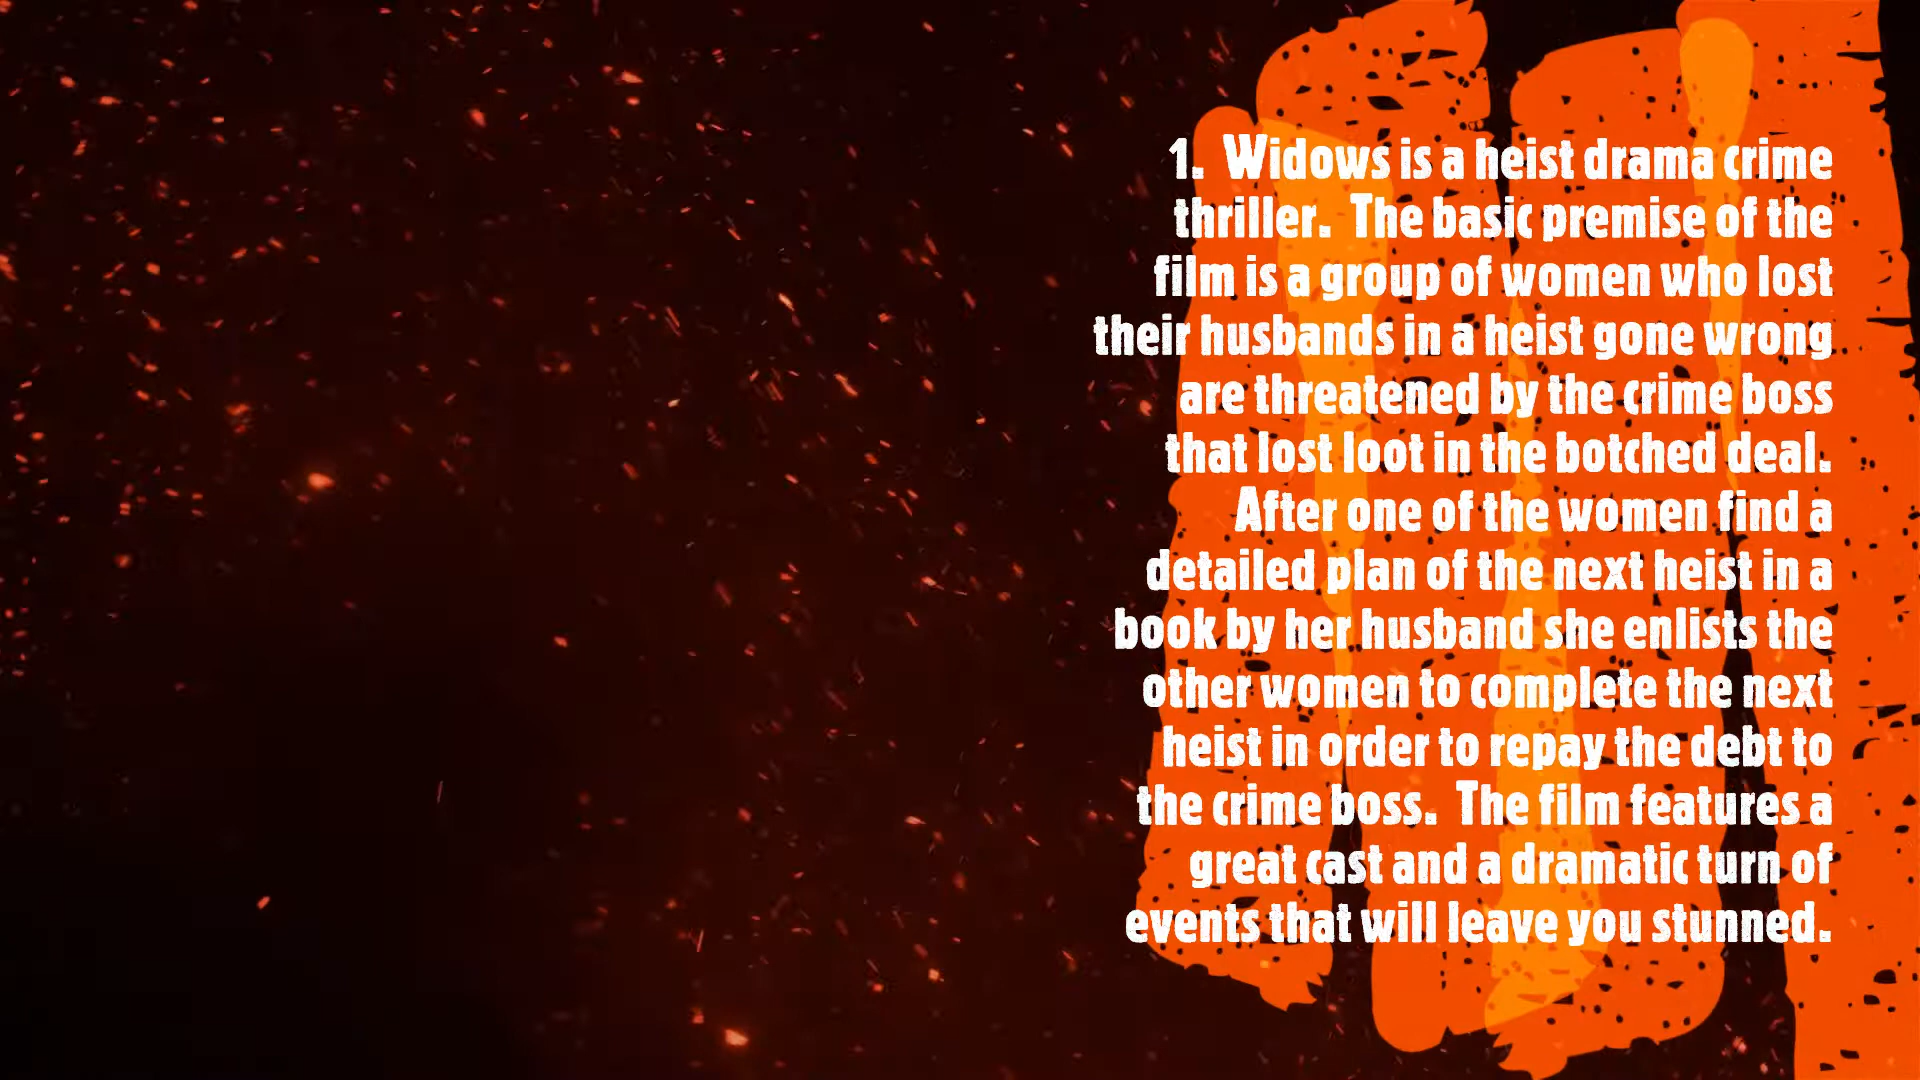 1. Widows is a heist drama crime
thriller. The basic premise of the
film is a group of women who lost
their husbands in a heist gone wrong
are threatened by the crime boss
that lost loot in the botched deal.
After one of the women find a
detailed plan of the next heist in a
book by her husband she enlists the
other women to complete the next
heist in order to repay the debt to
the crime boss. The film features a
great cast and a dramatic turn of
events that will leave you stunned.